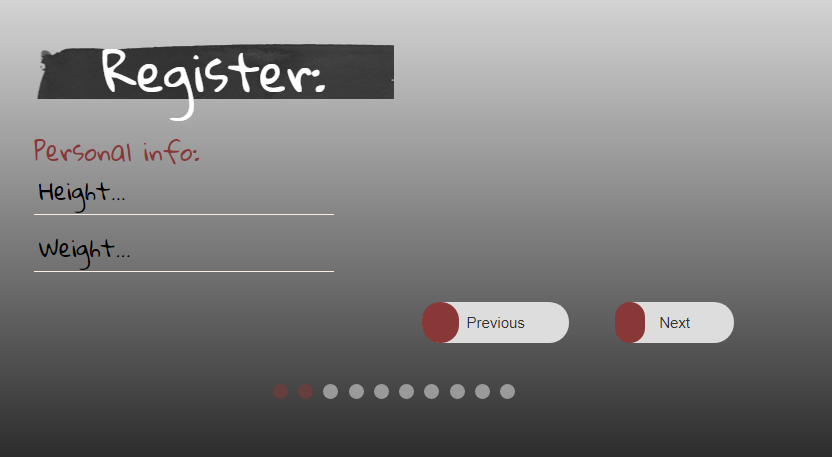 Register:
Personal info:
Height...
Weight...
Previous
Next